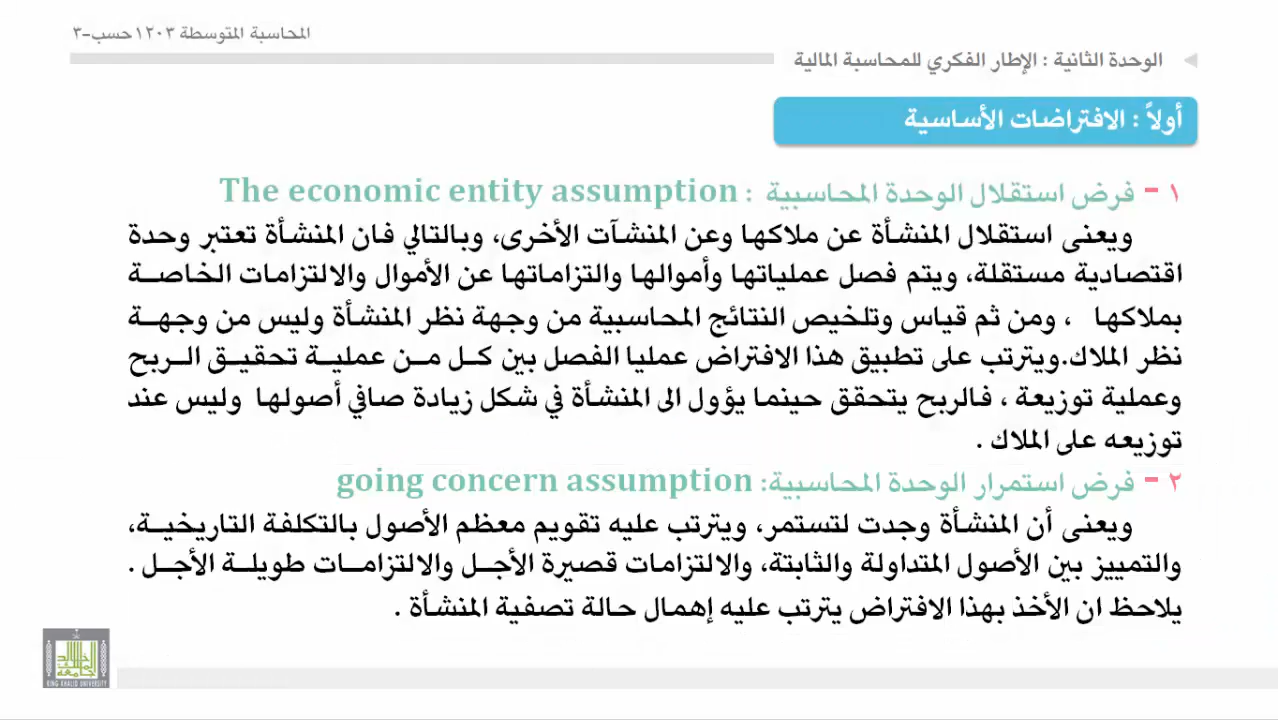 المحاسبة المتوسطة ١٢٠٣ حسب-٣
الوحدة الثانية : الإطار الفكري للمحاسبة المالية
أولاً : الافتراضات الأساسية
١ - فرض استقلال الوحدة المحاسبية : The economic entity assumption
ويعنى استقلال المنشأة عن ملاكها وعن المنشآت الأخرى، وبالتالي فان المنشأة تعتبر وحدة
اقتصادية مستقلة، ويتم فصل عملياتها وأموالها والتزاماتها عن الأموال والالتزامات الخاصة
بملاكها ، ومن ثم قياس وتلخيص النتائج المحاسبية من وجهة نظر المنشأة وليس من وجهة
نظر الملاك.ويترتب على تطبيق هذا الافتراض عمليا الفصل بين كل من عملية تحقيق الربح
وعملية توزيعة ، فالربح يتحقق حينما يؤول الى المنشأة في شكل زيادة صافي أصولها وليس عند
توزيعه على الملاك .
٢ - فرض استمرار الوحدة المحاسبية: going concern assumption
ويعنى أن المنشأة وجدت لتستمر، ويترتب عليه تقويم معظم الأصول بالتكلفة التاريخية،
والتمييز بين الأصول المتداولة والثابتة، والالتزامات قصيرة الأجل والالتزامات طويلة الأجل .
يلاحظ ان الأخذ بهذا الافتراض يترتب عليه إهمال حالة تصفية المنشأة .
جامعة الملك خالد
KING KHALID UNIVERSITY